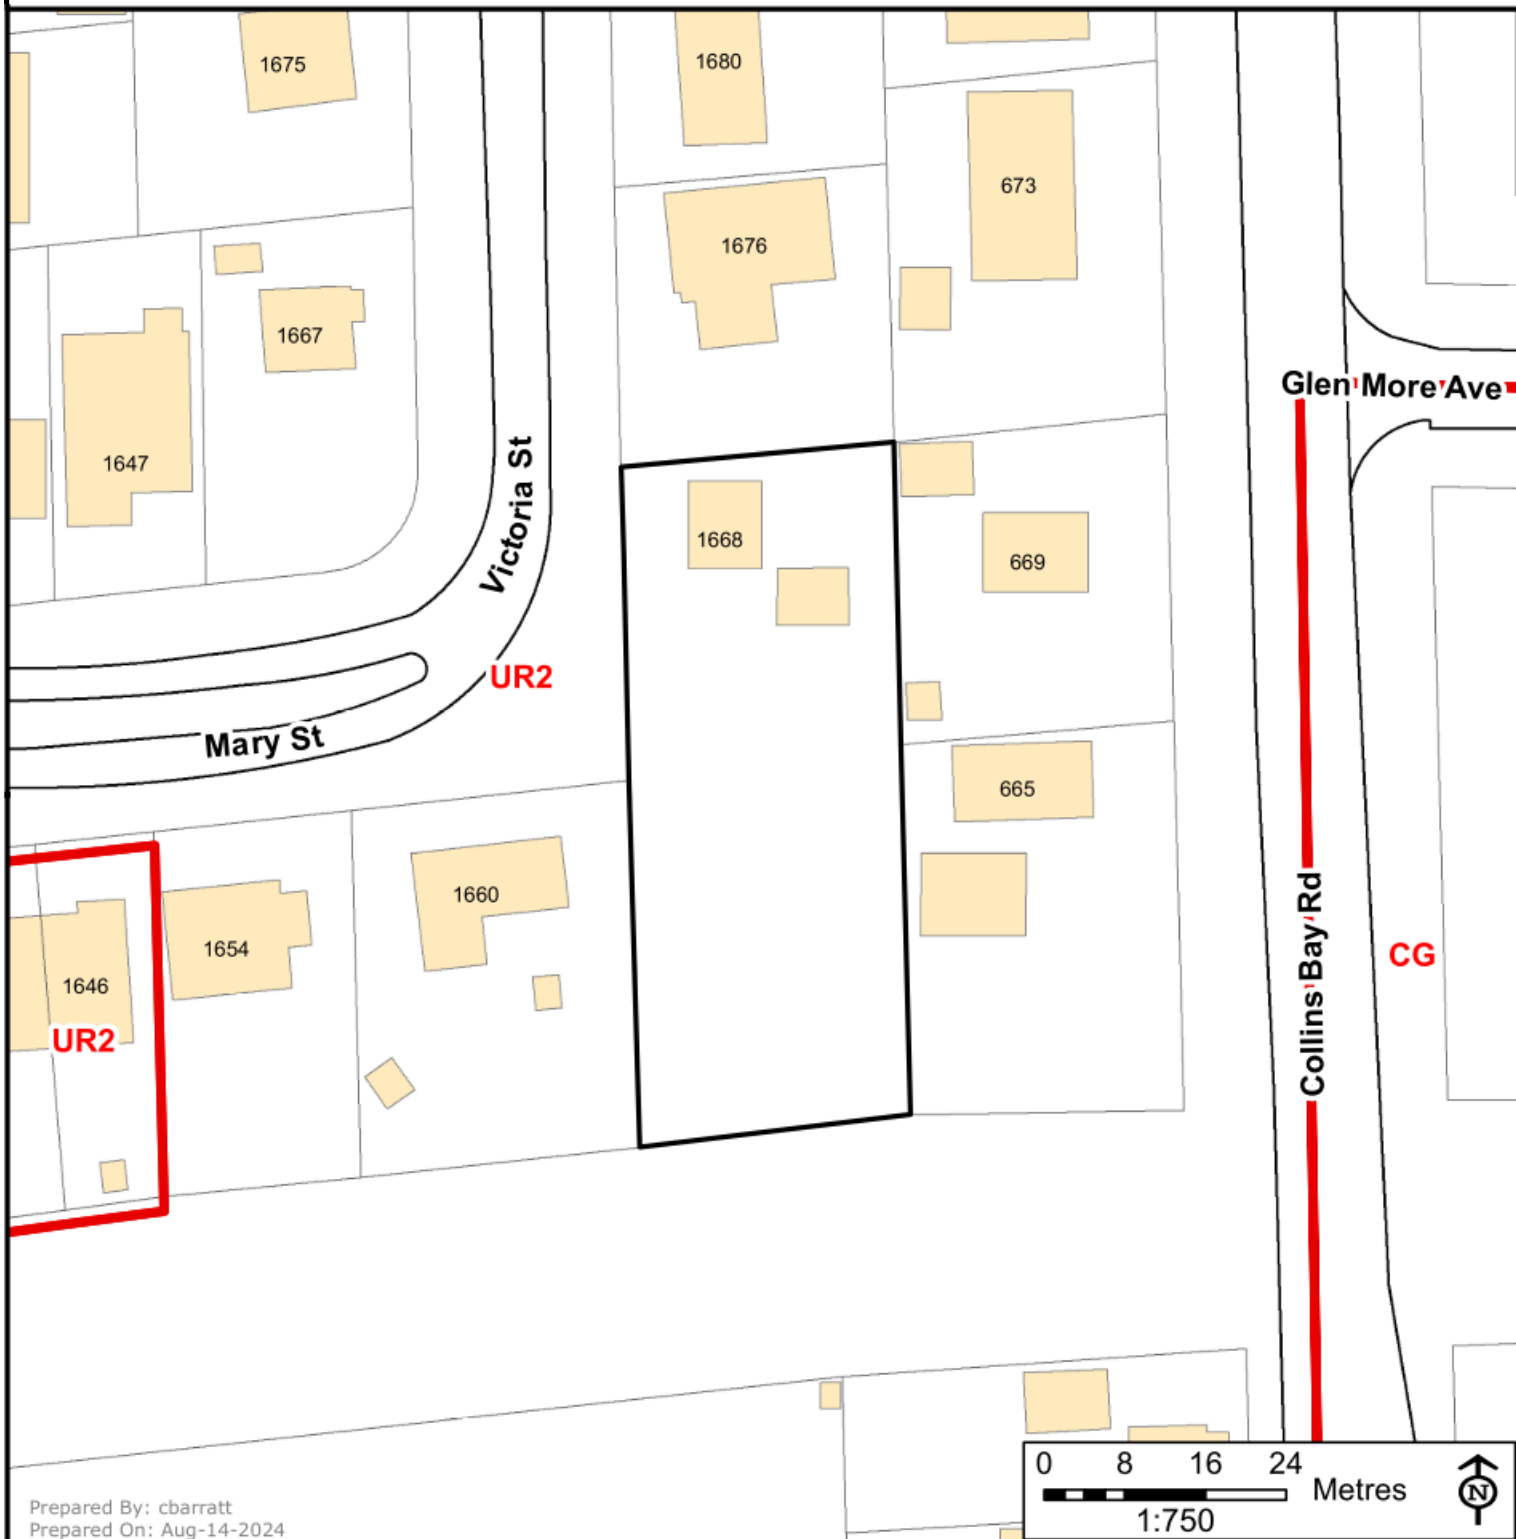 1675
1680
673
1676
1667
1647
Glen More Ave
Victoria St
1668
669
UR2
Mary St
665
1660
1654
1646
UR2
Collins Bay Rd
CG
0 8 16 24
Metres
1:750
N
Prepared By: cbarratt
Prepared On: Aug-14-2024